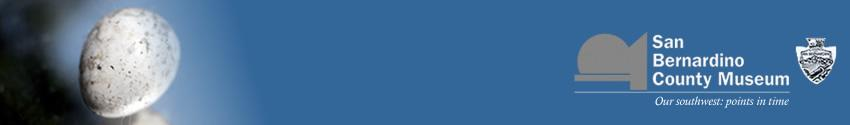 San
Bernardino
County Museum
Our southwest: points in time